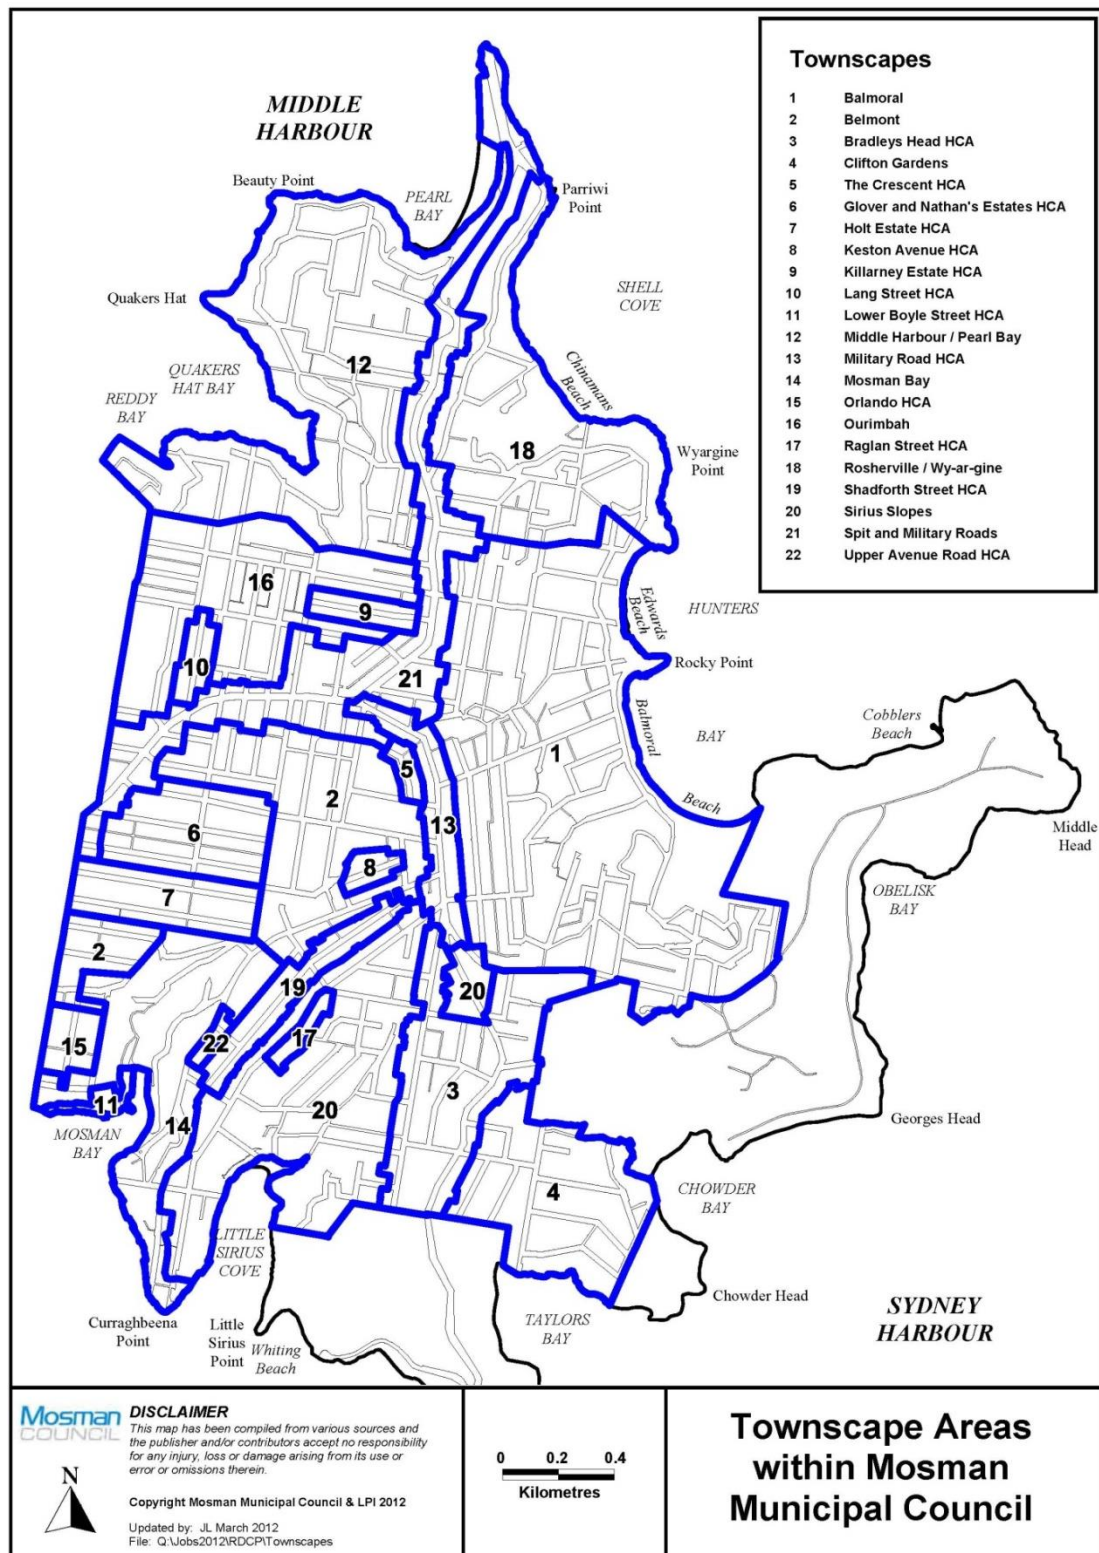 MIDDLE
HARBOUR
Beauty Point
PEARL
BAY
Parriwi
Point
Quakers Hat
SHELL
COVE
QUAKERS
HAT BAY
REDDY
BAY
12
Chinamans
Beach
18
Wyargine
Point
16
9
10
21
Edwards
Beach
HUNTERS
Rocky Point
Balmoral
BAY
Beach
Cobblers
Beach
Middle
Head
OBELISK
BAY
1
5
2
13
6
8
7
2
19
20
22
17
15
3
11
14
20
MOSMAN
BAY
Georges Head
4
CHOWDER
BAY
LITTLE
SIRIUS
COVE
Chowder Head
TAYLORS
BAY
SYDNEY
HARBOUR
Curraghbeena
Point
Little
Sirius
Point
Whiting
Beach
Townscapes
1 Balmoral
2 Belmont
3 Bradleys Head HCA
4 Clifton Gardens
5 The Crescent HCA
6 Glover and Nathan's Estates HCA
7 Holt Estate HCA
8 Keston Avenue HCA
9 Killarney Estate HCA
10 Lang Street HCA
11 Lower Boyle Street HCA
12 Middle Harbour / Pearl Bay
13 Military Road HCA
14 Mosman Bay
15 Orlando HCA
16 Ourimbah
17 Raglan Street HCA
18 Rosherville / Wy-ar-gine
19 Shadforth Street HCA
20 Sirius Slopes
21 Spit and Military Roads
22 Upper Avenue Road HCA
Mosman
COUNCIL
N
DISCLAIMER
This map has been compiled from various sources and
the publisher and/or contributors accept no responsibility
for any injury, loss or damage arising from its use or
error or omissions therein.
Copyright Mosman Municipal Council & LPI 2012
Updated by: JL March 2012
File: Q:\Jobs2012\RDCP\Townscapes
0 0.2 0.4
Kilometres
Townscape Areas
within Mosman
Municipal Council